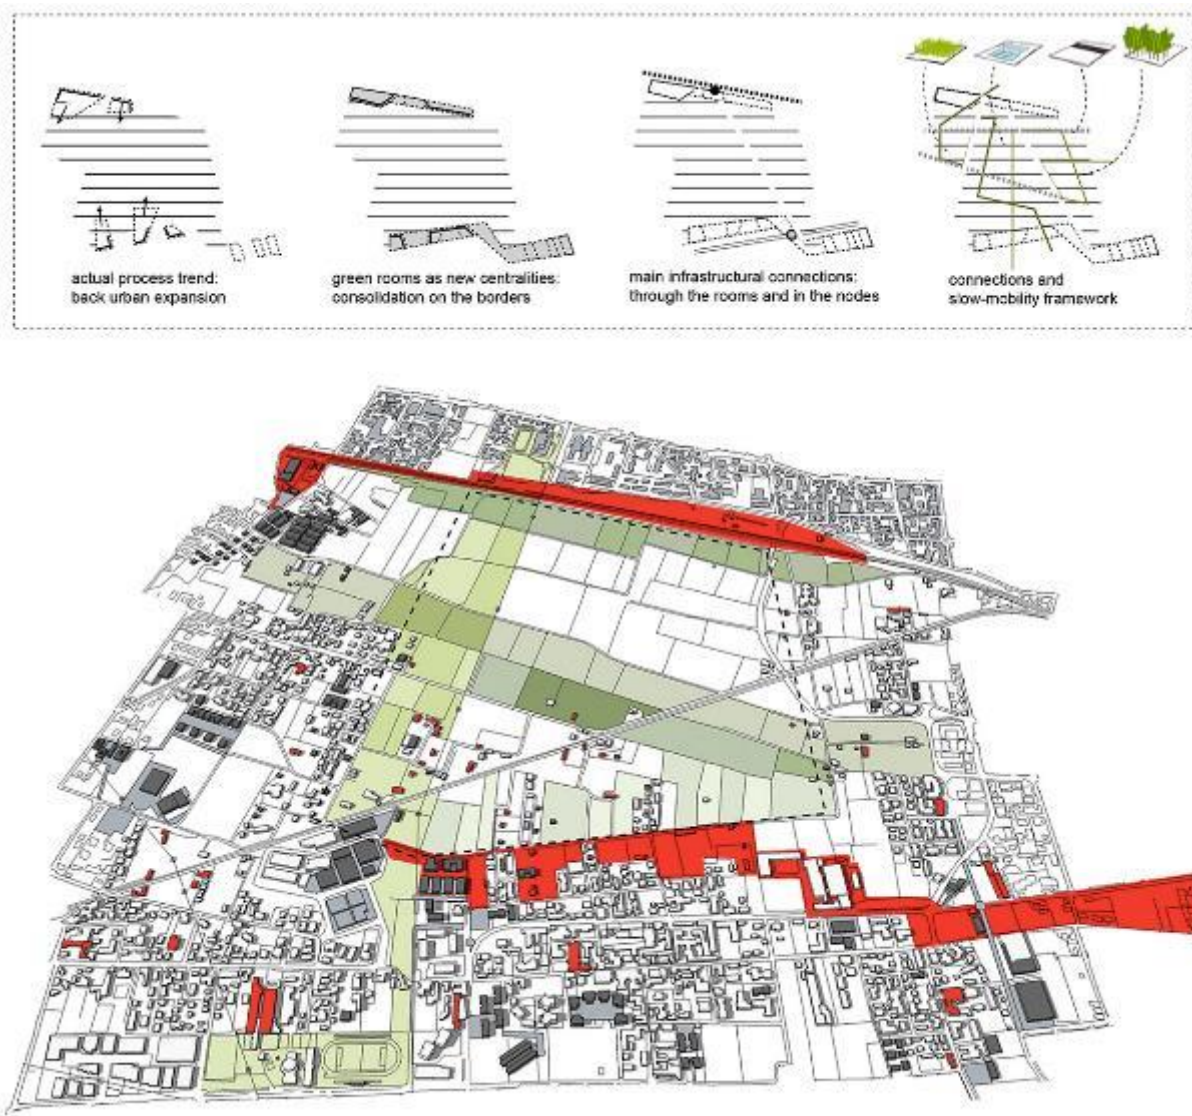 actual process trend:
back urban expansion
green rooms as new centralities:
consolidation on the borders
main infrastructural connections:
through the rooms and in the nodes
connections and
slow-mobility framework